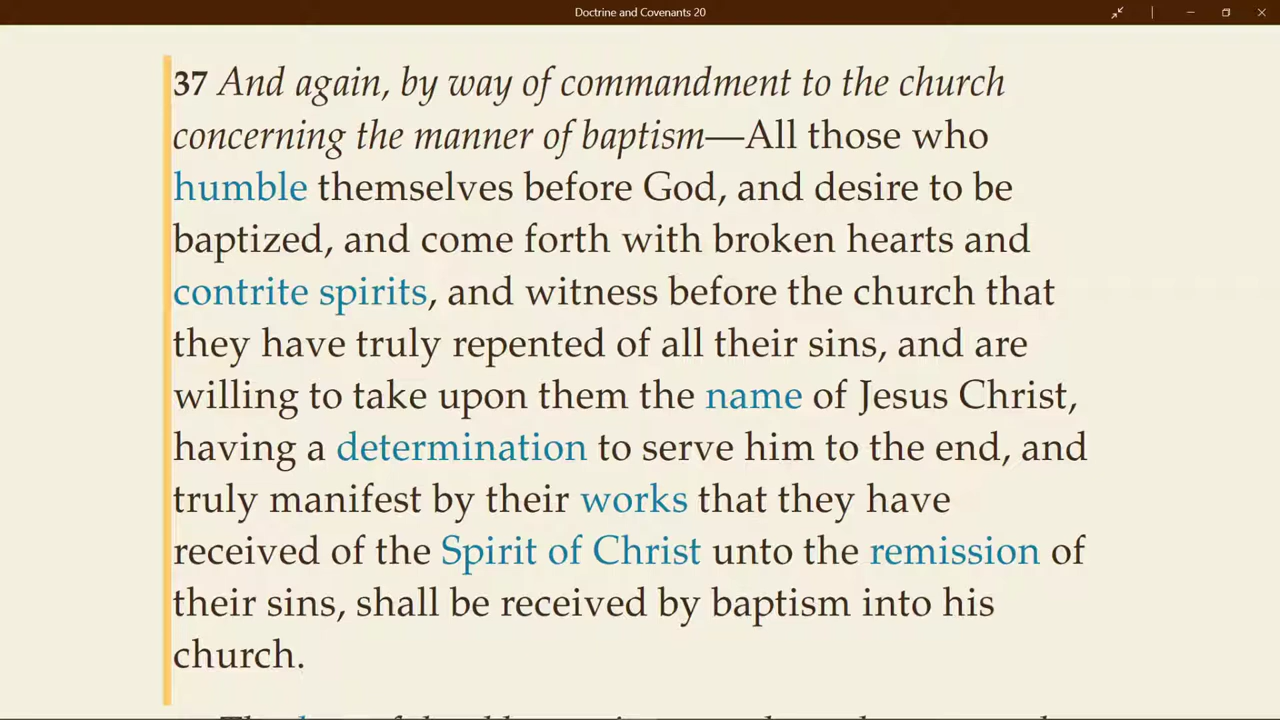 Doctrine and Covenants 20
37 And again, by way of commandment to the church
concerning the manner of baptism—All those who
humble themselves before God, and desire to be
baptized, and come forth with broken hearts and
contrite spirits, and witness before the church that
they have truly repented of all their sins, and are
willing to take upon them the name of Jesus Christ,
having a determination to serve him to the end, and
truly manifest by their works that they have
received of the Spirit of Christ unto the remission of
their sins, shall be received by baptism into his
church.